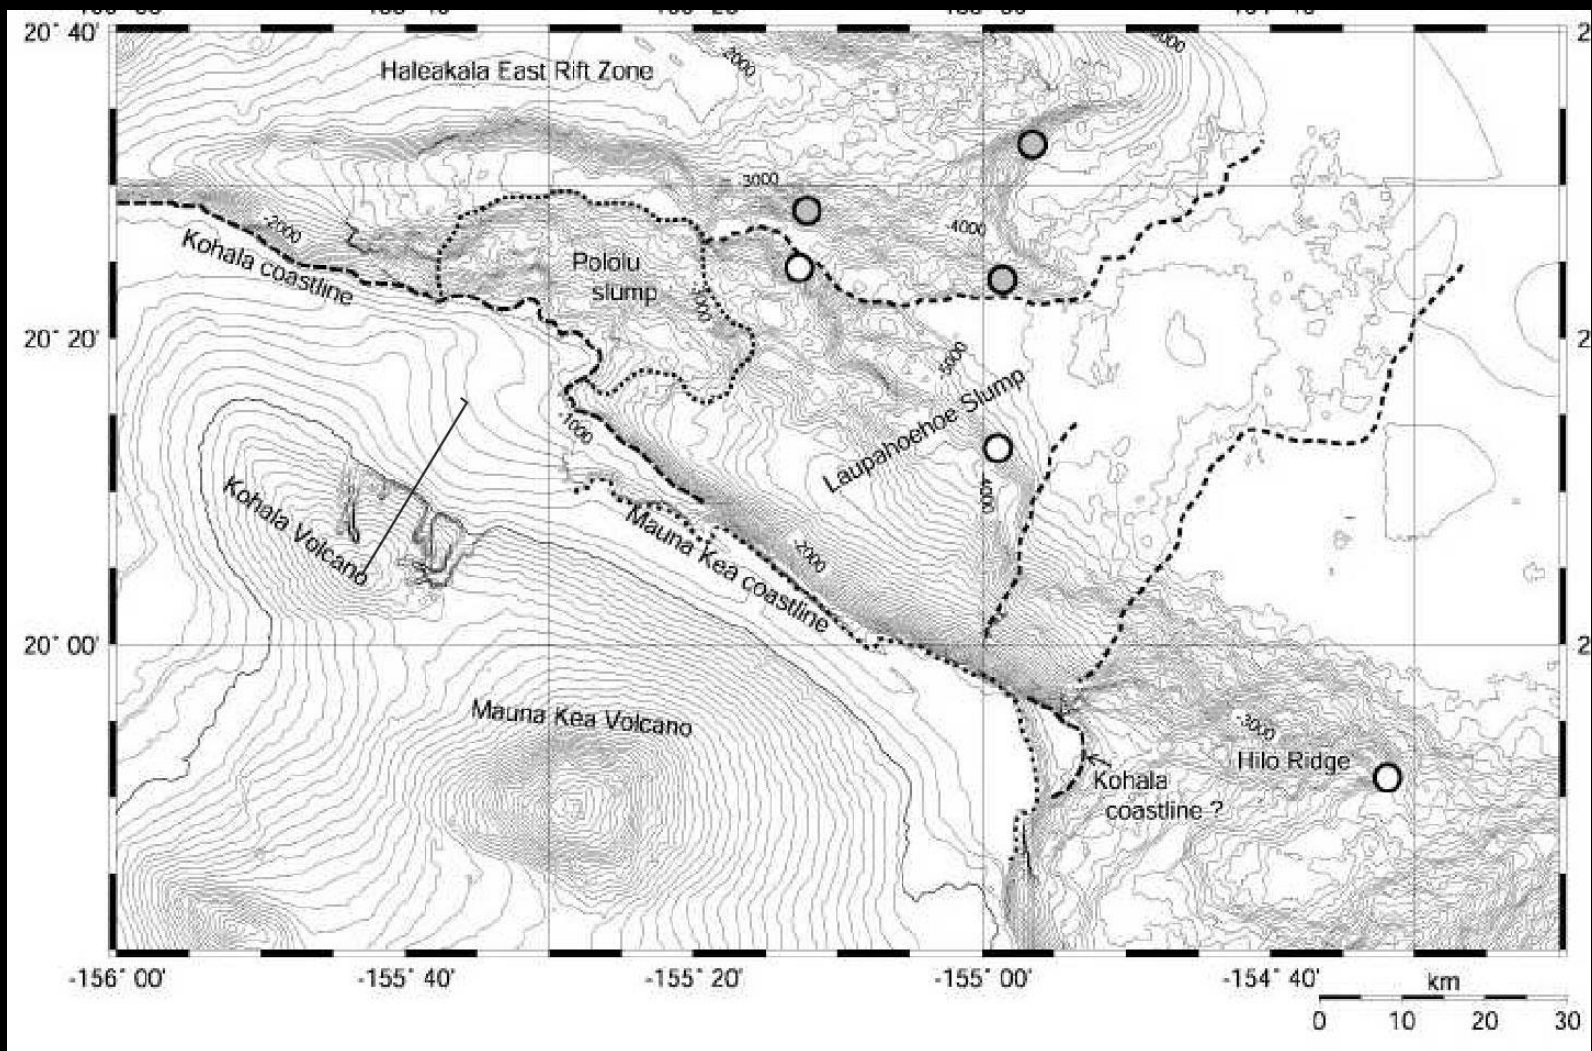 20° 40'
Haleakala East Rift Zone
-2000
-3000
-2000
-4000
Kohala coastline
Pololu
slump
20° 20'
-5000
Laupahoehoe Slump
-1000
-4000
Kohala Volcano
Mauna Kea coastline
-2000
20° 00'
Mauna Kea Volcano
-3000
Hilo Ridge
Kohala
coastline ?
-156° 00'
-155° 40'
-155° 20'
-155° 00'
-154° 40'
km
0 10 20 30